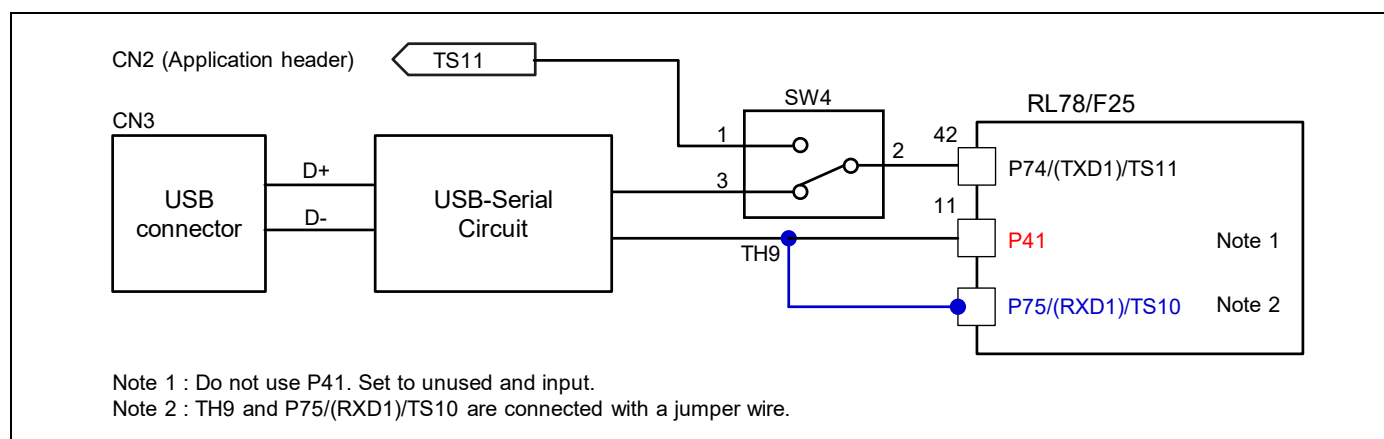 CN2 (Application header)
TS11
SW4
RL78/F25
CN3
1
2
42
P74/(TXD1)/TS11
D+
USB
connector
USB-Serial
Circuit
3
11
D-
TH9
P41
Note 1
P75/(RXD1)/TS10
Note 2
Note 1 : Do not use P41. Set to unused and input.
Note 2 : TH9 and P75/(RXD1)/TS10 are connected with a jumper wire.